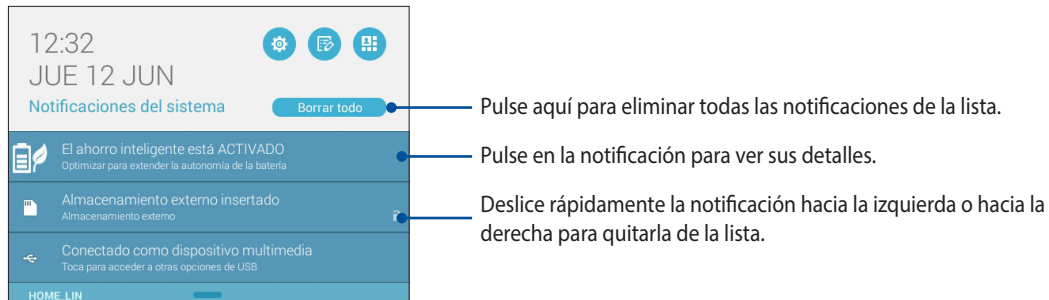 12:32
JUE 12 JUN
Notificaciones del sistema
Borrar todo
Pulse aquí para eliminar todas las notificaciones de la lista.
El ahorro inteligente está ACTIVADO
Optimizar para extender la autonomía de la batería
Pulse en la notificación para ver sus detalles.
Almacenamiento externo insertado
Almacenamiento externo
Deslice rápidamente la notificación hacia la izquierda o hacia la
derecha para quitarla de la lista.
Conectado como dispositivo multimedia
Toca para acceder a otras opciones de USB
HOME_LIN